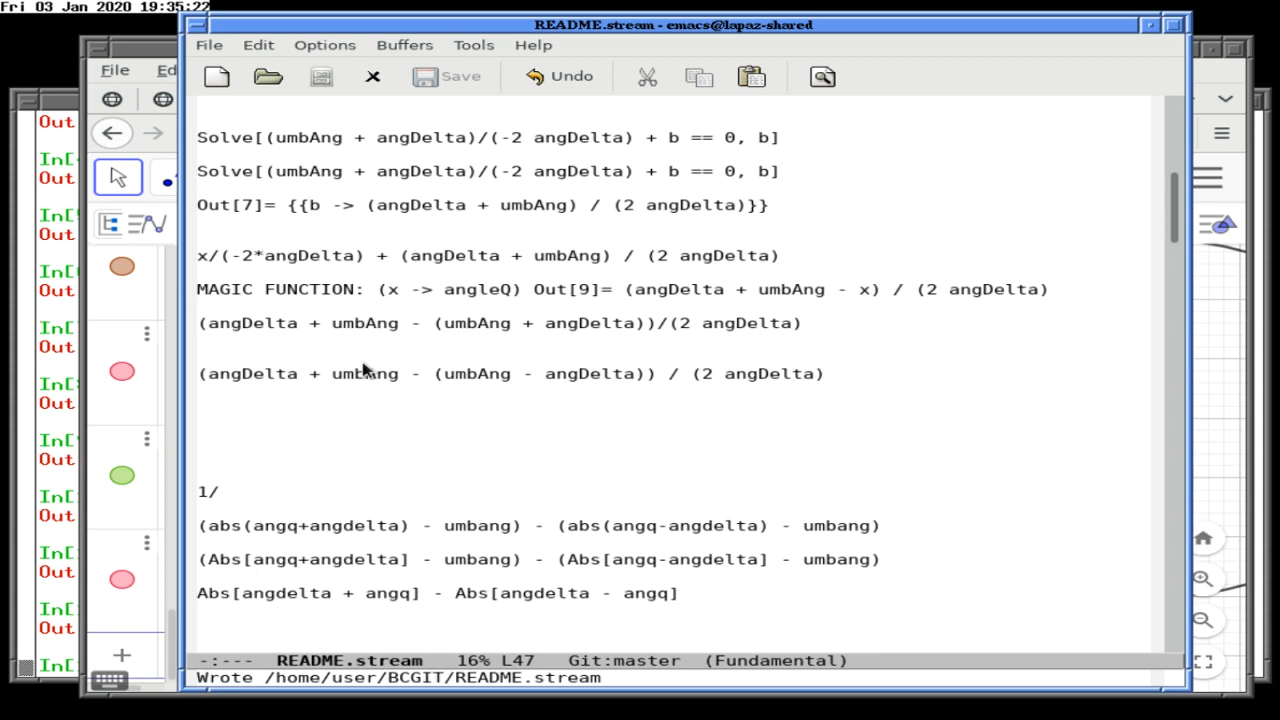 Fri 03 Jan 2020 19:35:22
README.stream - emacs@lapaz-shared
File Edit Options Buffers Tools Help
Save Undo
Solve[(umbAng + angDelta)/(-2 angDelta) + b == 0, b]
Solve[(umbAng + angDelta)/(-2 angDelta) + b == 0, b]
Out[7]= {{b -> (angDelta + umbAng) / (2 angDelta)}}
x/(-2*angDelta) + (angDelta + umbAng) / (2 angDelta)
MAGIC FUNCTION: (x -> angleQ) Out[9]= (angDelta + umbAng - x) / (2 angDelta)
(angDelta + umbAng - (umbAng + angDelta))/(2 angDelta)
(angDelta + umbAng - (umbAng - angDelta)) / (2 angDelta)
1/
(abs(angq+angdelta) - umbang) - (abs(angq-angdelta) - umbang)
(Abs[angq+angdelta] - umbang) - (Abs[angq-angdelta] - umbang)
Abs[angdelta + angq] - Abs[angdelta - angq]
-:--- README.stream 16% L47 Git:master (Fundamental)
Wrote /home/user/BCGIT/README.stream
File Ed
Out
In[
Out
In[
Out
In[
Out
In[
Out
In[
Out
In[
Out
In[
Out
In[
Out
In[
Out
In[